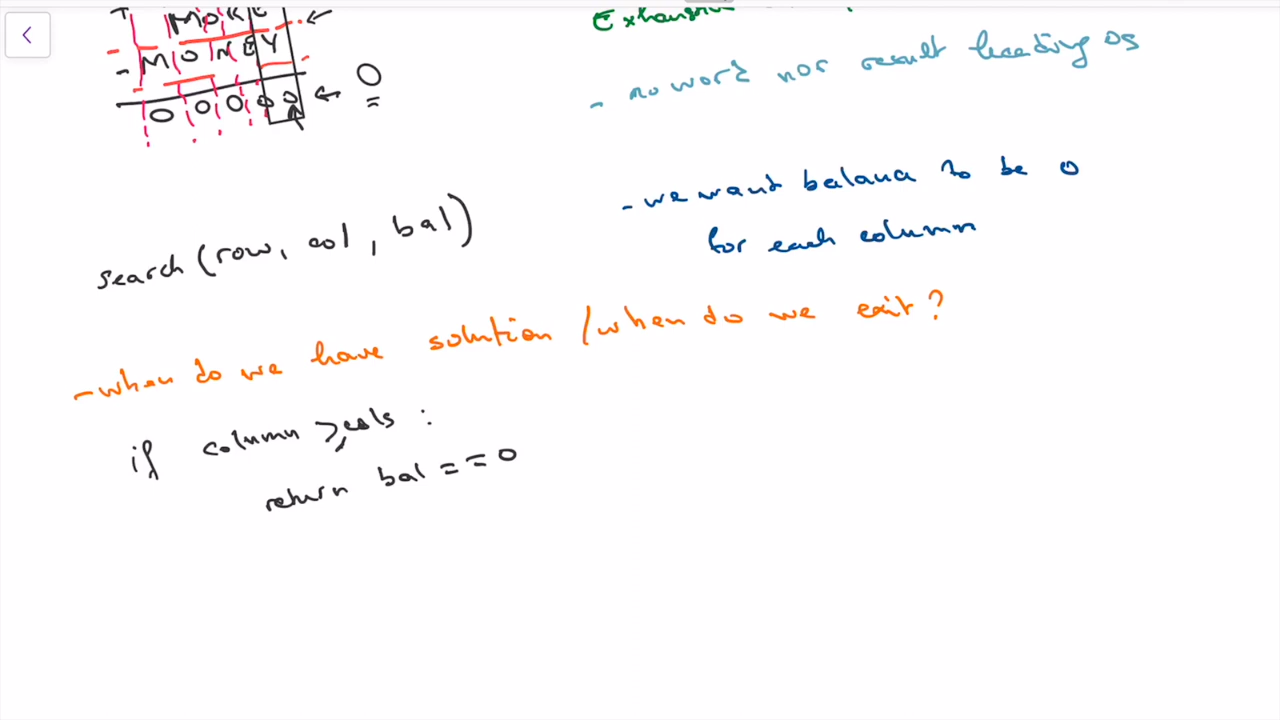 + MORE
- MONEY
0 0 0 0 0 ← 0
=
Exhaustive
- no word nor result leading 0s
- we want balance to be 0
for each column
search (row, col, bal)
- when do we have solution / when do we exit?
if column >, cols :
return bal == 0